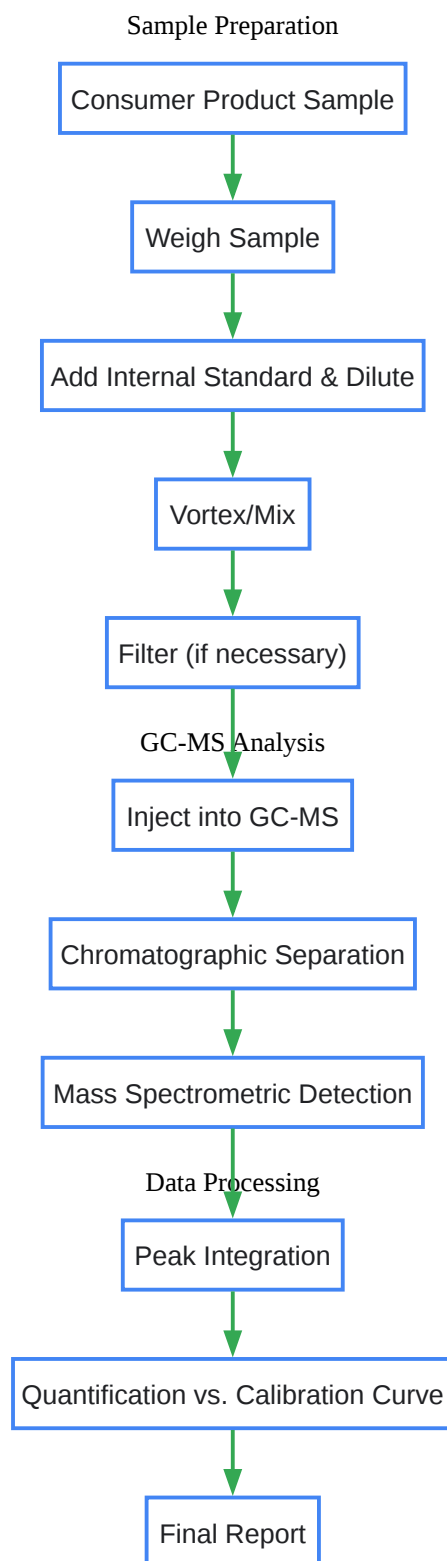 Sample Preparation
Consumer Product Sample
Weigh Sample
Add Internal Standard & Dilute
Vortex/Mix
Filter (if necessary)
GC-MS Analysis
Inject into GC-MS
Chromatographic Separation
Mass Spectrometric Detection
Data Processing
Peak Integration
Quantification vs. Calibration Curve
Final Report